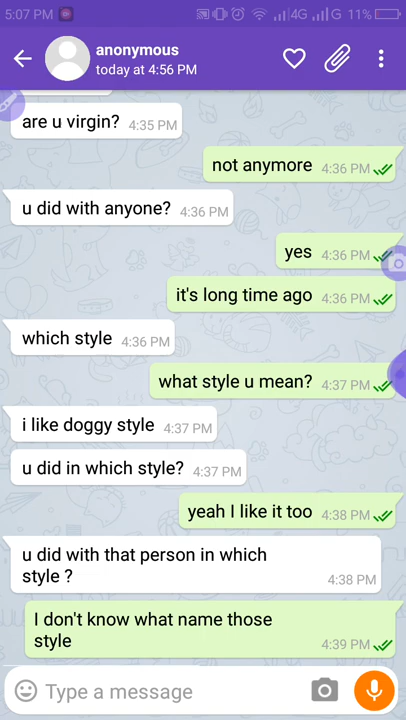 5:07 PM 4G G 11%
anonymous
today at 4:56 PM
are u virgin? 4:35 PM
not anymore 4:36 PM
u did with anyone? 4:36 PM
yes 4:36 PM
it's long time ago 4:36 PM
which style 4:36 PM
what style u mean? 4:37 PM
i like doggy style 4:37 PM
u did in which style? 4:37 PM
yeah I like it too 4:38 PM
u did with that person in which
style ? 4:38 PM
I don't know what name those
style 4:39 PM
Type a message